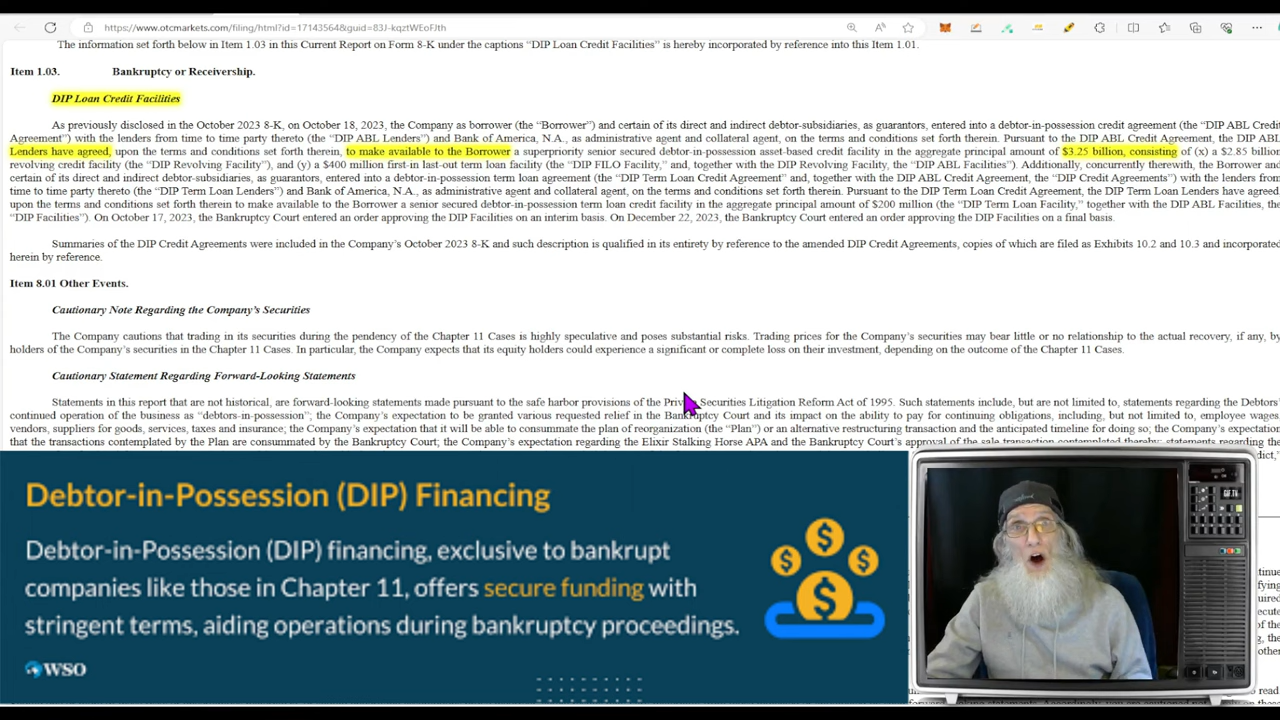 https://www.otcmarkets.com/filing/html?id=17143564&guid=83J-kqztWEoFJth
The information set forth below in Item 1.03 in this Current Report on Form 8-K under the captions “DIP Loan Credit Facilities” is hereby incorporated by reference into this Item 1.01.
Item 1.03. Bankruptcy or Receivership.
DIP Loan Credit Facilities
As previously disclosed in the October 2023 8-K, on October 18, 2023, the Company as borrower (the “Borrower”) and certain of its direct and indirect debtor-subsidiaries, as guarantors, entered into a debtor-in-possession credit agreement (the “DIP ABL Credit
Agreement”) with the lenders from time to time party thereto (the “DIP ABL Lenders”) and Bank of America, N.A., as administrative agent and collateral agent, on the terms and conditions set forth therein. Pursuant to the DIP ABL Credit Agreement, the DIP ABL
Lenders have agreed, upon the terms and conditions set forth therein, to make available to the Borrower a superpriority senior secured debtor-in-possession asset-based credit facility in the aggregate principal amount of $3.25 billion, consisting of (x) a $2.85 billion
revolving credit facility (the “DIP Revolving Facility”), and (y) a $400 million first-in last-out term loan facility (the “DIP FILO Facility,” and, together with the DIP Revolving Facility, the “DIP ABL Facilities”). Additionally, concurrently therewith, the Borrower and
certain of its direct and indirect debtor-subsidiaries, as guarantors, entered into a debtor-in-possession term loan agreement (the “DIP Term Loan Credit Agreement” and, together with the DIP ABL Credit Agreement, the “DIP Credit Agreements”) with the lenders from
time to time party thereto (the “DIP Term Loan Lenders”) and Bank of America, N.A., as administrative agent and collateral agent, on the terms and conditions set forth therein. Pursuant to the DIP Term Loan Credit Agreement, the DIP Term Loan Lenders have agreed
upon the terms and conditions set forth therein to make available to the Borrower a senior secured debtor-in-possession term loan credit facility in the aggregate principal amount of $200 million (the “DIP Term Loan Facility,” together with the DIP ABL Facilities, the
“DIP Facilities”). On October 17, 2023, the Bankruptcy Court entered an order approving the DIP Facilities on an interim basis. On December 22, 2023, the Bankruptcy Court entered an order approving the DIP Facilities on a final basis.
Summaries of the DIP Credit Agreements were included in the Company’s October 2023 8-K and such description is qualified in its entirety by reference to the amended DIP Credit Agreements, copies of which are filed as Exhibits 10.2 and 10.3 and incorporated
herein by reference.
Item 8.01 Other Events.
Cautionary Note Regarding the Company’s Securities
The Company cautions that trading in its securities during the pendency of the Chapter 11 Cases is highly speculative and poses substantial risks. Trading prices for the Company’s securities may bear little or no relationship to the actual recovery, if any, by
holders of the Company’s securities in the Chapter 11 Cases. In particular, the Company expects that its equity holders could experience a significant or complete loss on their investment, depending on the outcome of the Chapter 11 Cases.
Cautionary Statement Regarding Forward-Looking Statements
Statements in this report that are not historical, are forward-looking statements made pursuant to the safe harbor provisions of the Private Securities Litigation Reform Act of 1995. Such statements include, but are not limited to, statements regarding the Debtors’
continued operation of the business as “debtors-in-possession”; the Company’s expectation to be granted various requested relief in the Bankruptcy Court and its impact on the ability to pay for continuing obligations, including, but not limited to, employee wages,
vendors, suppliers for goods, services, taxes and insurance; the Company’s expectation that it will be able to consummate the plan of reorganization (the “Plan”) or an alternative restructuring transaction and the anticipated timeline for doing so; the Company’s expectation
that the transactions contemplated by the Plan are consummated by the Bankruptcy Court; the Company’s expectation regarding the Elixir Stalking Horse APA and the Bankruptcy Court’s approval of the sale transaction contemplated thereby; statements regarding the
Debtor-in-Possession (DIP) Financing
Debtor-in-Possession (DIP) financing, exclusive to bankrupt
companies like those in Chapter 11, offers secure funding with
stringent terms, aiding operations during bankruptcy proceedings.
WSO